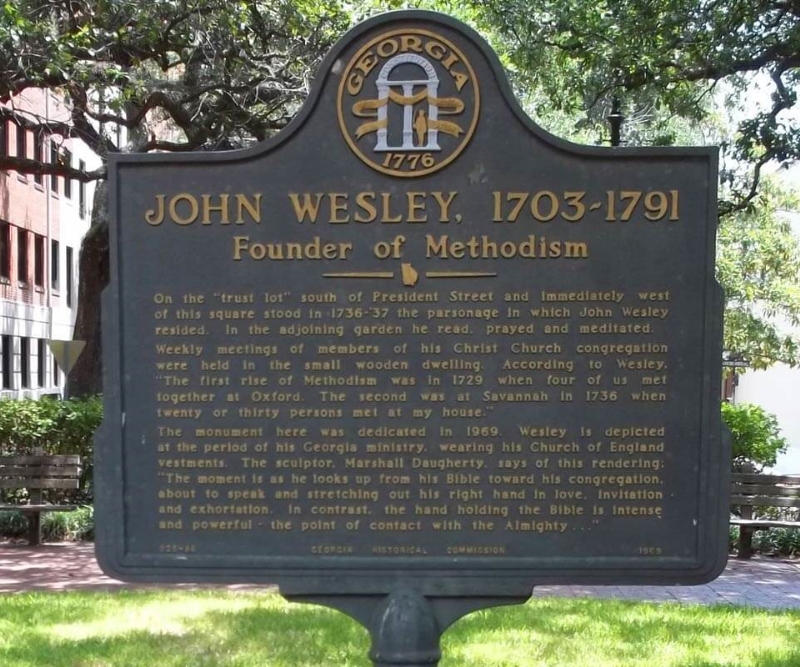 GEORGIA
1776
JOHN WESLEY, 1703-1791
Founder of Methodism
On the "trust lot" south of President Street and immediately west
of this square stood in 1736-'37 the parsonage in which John Wesley
resided. In the adjoining garden he read, prayed and meditated.
Weekly meetings of members of his Christ Church congregation
were held in the small wooden dwelling. According to Wesley,
"The first rise of Methodism was in 1729 when four of us met
together at Oxford. The second was at Savannah in 1736 when
twenty or thirty persons met at my house."
The monument here was dedicated in 1969. Wesley is depicted
at the period of his Georgia ministry, wearing his Church of England
vestments. The sculptor, Marshall Daugherty, says of this rendering:
"The moment is as he looks up from his Bible toward his congregation,
about to speak and stretching out his right hand in love, invitation
and exhortation. In contrast, the hand holding the Bible is intense
and powerful - the point of contact with the Almighty..."
GEORGIA HISTORICAL COMMISSION 1969